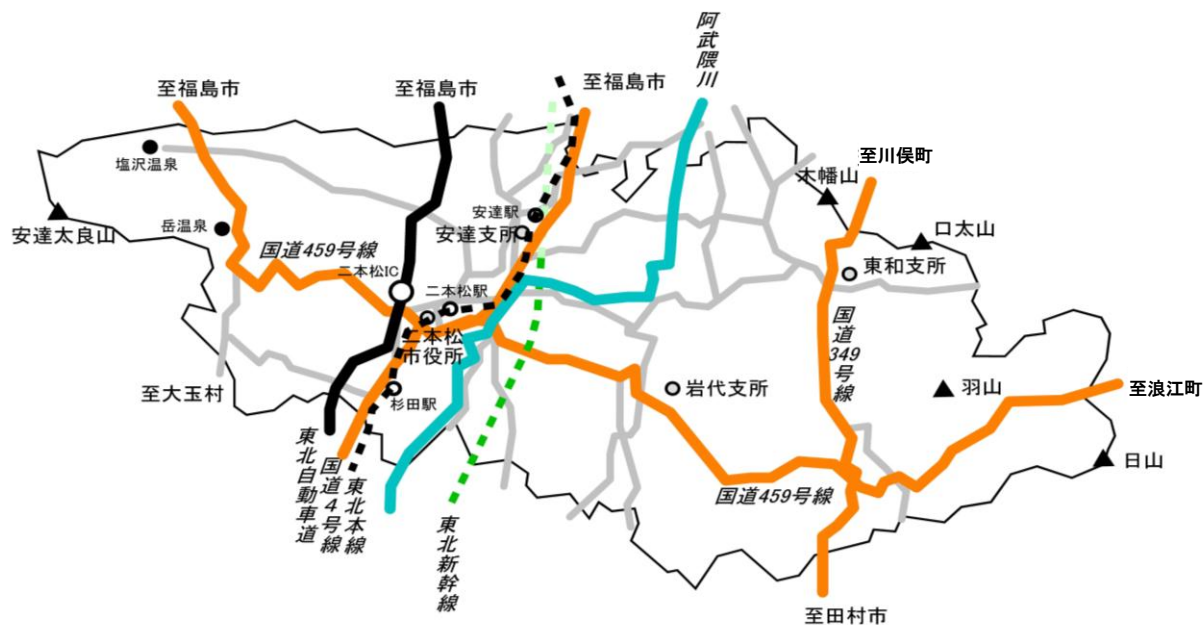 阿武隈川
至福島市
至福島市
至福島市
至川俣町
塩沢温泉
木幡山
安達駅
安達支所
安達太良山
岳温泉
口太山
国道459号線
二本松IC
東和支所
二本松駅
二本松
市役所
国道349号線
至大玉村
杉田駅
岩代支所
羽山
至浪江町
日山
東北自動車道
国道4号線
東北本線
東北新幹線
国道459号線
至田村市